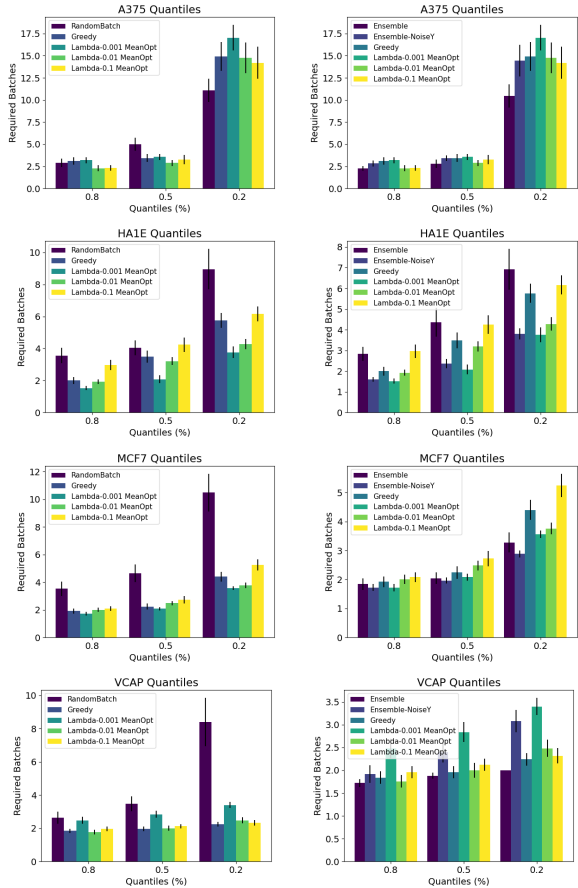 A375 Quantiles
Required Batches
17.5
15.0
12.5
10.0
7.5
5.0
2.5
0.0
RandomBatch
Greedy
Lambda-0.001 MeanOpt
Lambda-0.01 MeanOpt
Lambda-0.1 MeanOpt
0.8
0.5
0.2
Quantiles (%)
A375 Quantiles
Required Batches
17.5
15.0
12.5
10.0
7.5
5.0
2.5
0.0
Ensemble
Ensemble-NoiseY
Greedy
Lambda-0.001 MeanOpt
Lambda-0.01 MeanOpt
Lambda-0.1 MeanOpt
0.8
0.5
0.2
Quantiles (%)
HA1E Quantiles
Required Batches
10
8
6
4
2
0
RandomBatch
Greedy
Lambda-0.001 MeanOpt
Lambda-0.01 MeanOpt
Lambda-0.1 MeanOpt
0.8
0.5
0.2
Quantiles (%)
HA1E Quantiles
Required Batches
8
7
6
5
4
3
2
1
0
Ensemble
Ensemble-NoiseY
Greedy
Lambda-0.001 MeanOpt
Lambda-0.01 MeanOpt
Lambda-0.1 MeanOpt
0.8
0.5
0.2
Quantiles (%)
MCF7 Quantiles
Required Batches
12
10
8
6
4
2
0
RandomBatch
Greedy
Lambda-0.001 MeanOpt
Lambda-0.01 MeanOpt
Lambda-0.1 MeanOpt
0.8
0.5
0.2
Quantiles (%)
MCF7 Quantiles
Required Batches
5
4
3
2
1
0
Ensemble
Ensemble-NoiseY
Greedy
Lambda-0.001 MeanOpt
Lambda-0.01 MeanOpt
Lambda-0.1 MeanOpt
0.8
0.5
0.2
Quantiles (%)
VCAP Quantiles
Required Batches
10
8
6
4
2
0
RandomBatch
Greedy
Lambda-0.001 MeanOpt
Lambda-0.01 MeanOpt
Lambda-0.1 MeanOpt
0.8
0.5
0.2
Quantiles (%)
VCAP Quantiles
Required Batches
3.5
3.0
2.5
2.0
1.5
1.0
0.5
0.0
Ensemble
Ensemble-NoiseY
Greedy
Lambda-0.001 MeanOpt
Lambda-0.01 MeanOpt
Lambda-0.1 MeanOpt
0.8
0.5
0.2
Quantiles (%)